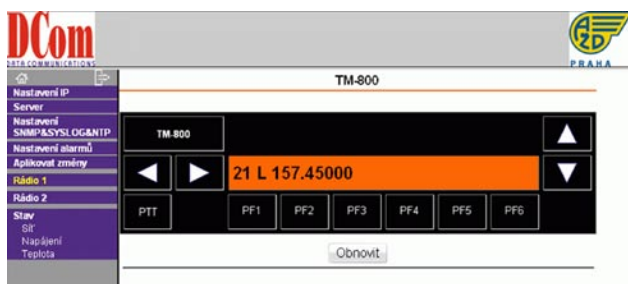 DCom
DATA COMMUNICATIONS
AŽD
PRAHA
Nastavení IP
Server
Nastavení
SNMP&SYSLOG&NTP
Nastavení alarmů
Aplikovat změny
Rádio 1
Rádio 2
Stav
Síť
Napájení
Teplota
TM-800
TM-800
21 L 157.45000
PTT
PF1
PF2
PF3
PF4
PF5
PF6
Obnovit